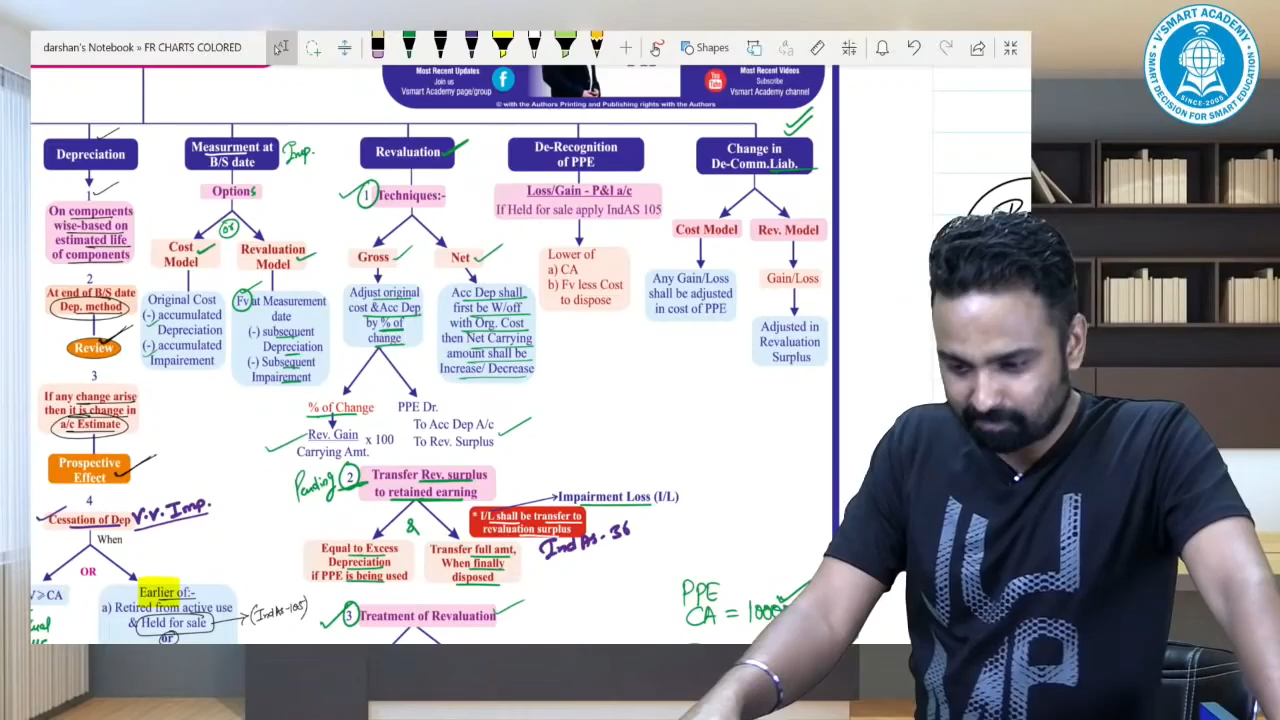 darshan's Notebook » FR CHARTS COLORED
Shapes
V'SMART ACADEMY
SMART DECISION FOR SMART EDUCATION
SINCE-2005
Most Recent Updates
Join us
Vsmart Academy page/group
Most Recent Videos
Subscribe
Vsmart Academy channel
© with the Authors Printing and Publishing rights with the Authors
Depreciation
1
On components
wise-based on
estimated life
of components
2
At end of B/S date
Dep. method
Review
3
If any change arise
then it is change in
a/c Estimate
Prospective
Effect
4
Cessation of Dep
V.V. Imp.
When
OR
V⩾CA
Earlier of:-
a) Retired from active use
& Held for sale
(IndAs-105)
or
Measurment at
B/S date
Imp.
Options
or
Cost
Model
Revaluation
Model
Original Cost
(-) accumulated
Depreciation
(-) accumulated
Impairement
Fv at Measurement
date
(-) subsequent
Depreciation
(-) Subsequent
Impairement
Revaluation
1 Techniques:-
Gross
Net
Adjust original
cost &Acc Dep
by % of
change
Acc Dep shall
first be W/off
with Org. Cost
then Net Carrying
amount shall be
Increase/ Decrease
% of Change
Rev. Gain
Carrying Amt.
x 100
PPE Dr.
To Acc Dep A/c
To Rev. Surplus
Pending
2
Transfer Rev, surplus
to retained earning
Impairment Loss (I/L)
* I/L shall be transfer to
revaluation surplus
IndAs-36
&
Equal to Excess
Depreciation
if PPE is being used
Transfer full amt,
When finally
disposed
3 Treatment of Revaluation
De-Recognition
of PPE
Loss/Gain - P&l a/c
If Held for sale apply IndAS 105
Lower of
a) CA
b) Fv less Cost
to dispose
Change in
De-Comm.Liab.
Cost Model
Rev. Model
Any Gain/Loss
shall be adjusted
in cost of PPE
Gain/Loss
Adjusted in
Revaluation
Surplus
PPE